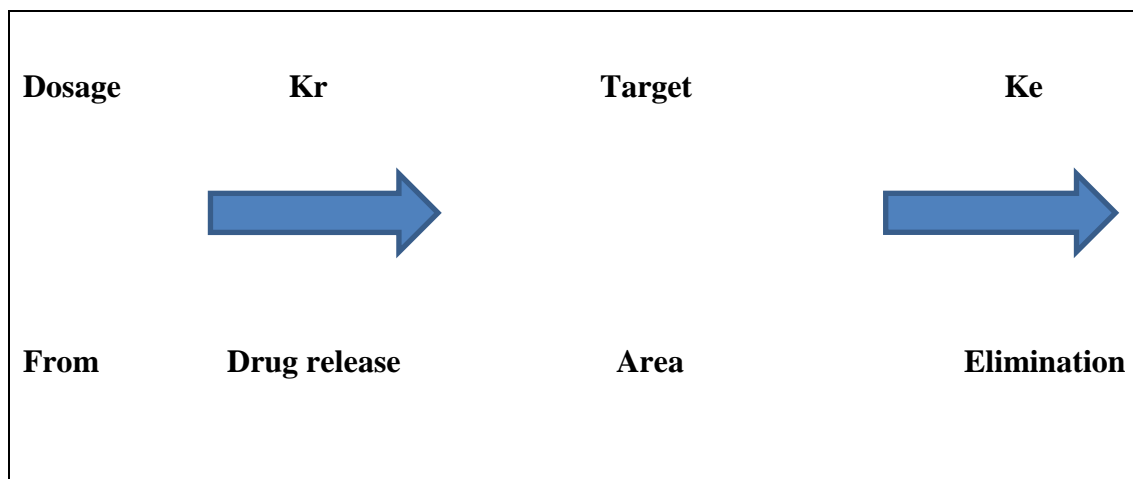 Dosage Kr Target Ke
From Drug release Area Elimination